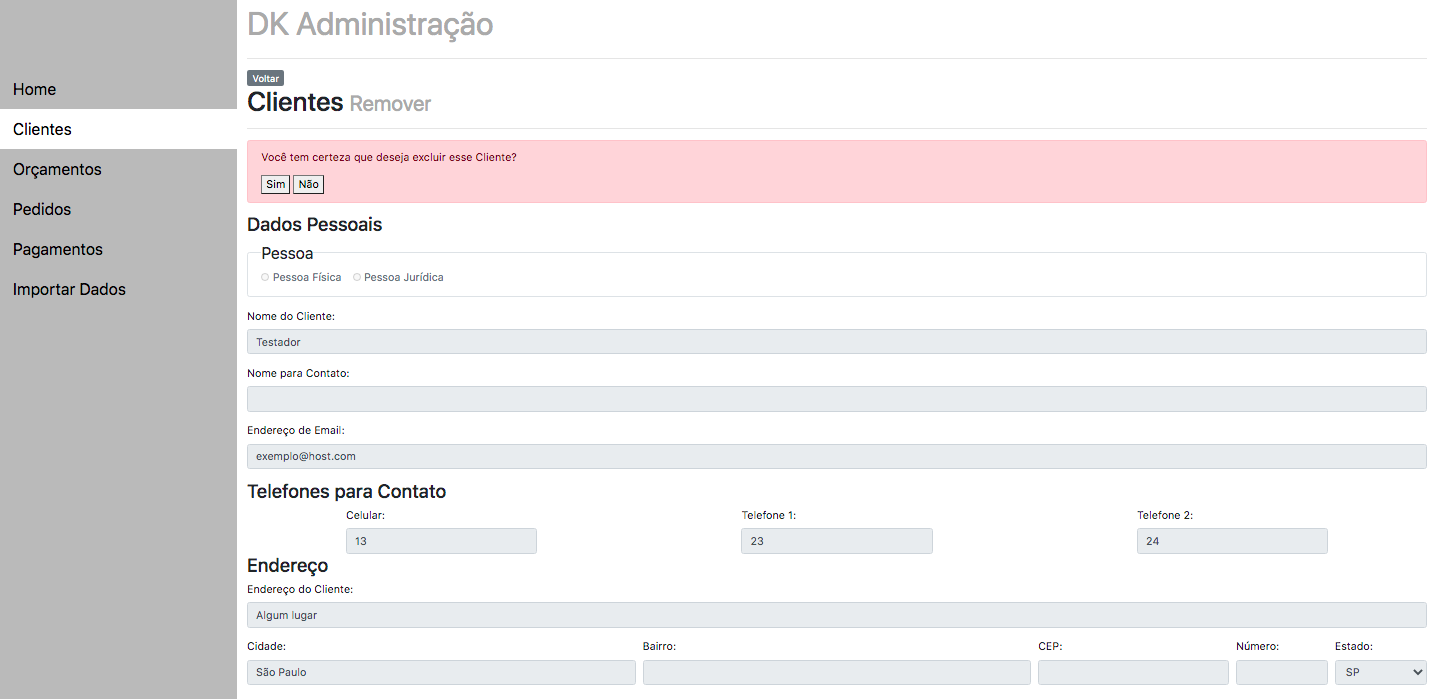 DK Administração
Home
Clientes
Orçamentos
Pedidos
Pagamentos
Importar Dados
Voltar
Clientes Remover
Você tem certeza que deseja excluir esse Cliente?
Sim Não
Dados Pessoais
Pessoa
Pessoa Física Pessoa Jurídica
Nome do Cliente:
Testador
Nome para Contato:
Endereço de Email:
exemplo@host.com
Telefones para Contato
Celular: Telefone 1: Telefone 2:
13 23 24
Endereço
Endereço do Cliente:
Algum lugar
Cidade: Bairro: CEP: Número: Estado:
São Paulo SP